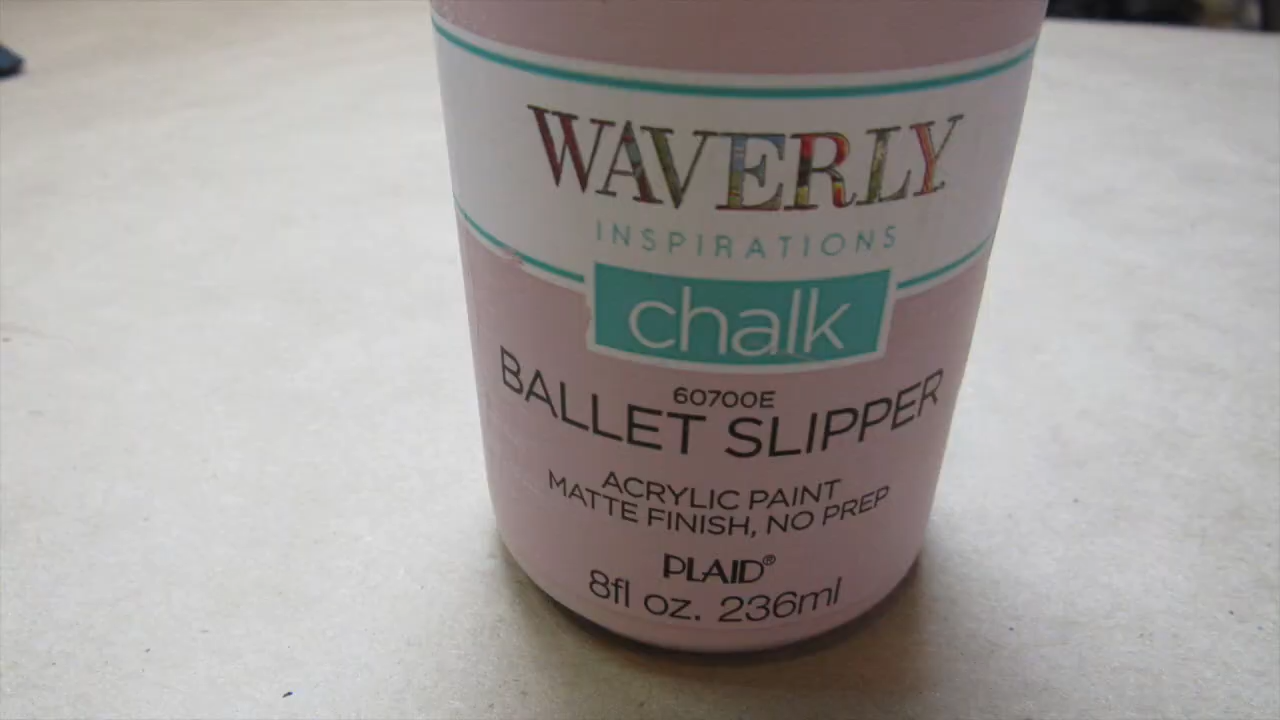 WAVERLY
INSPIRATIONS
chalk
60700E
BALLET SLIPPER
ACRYLIC PAINT
MATTE FINISH, NO PREP
PLAID®
8fl oz. 236ml